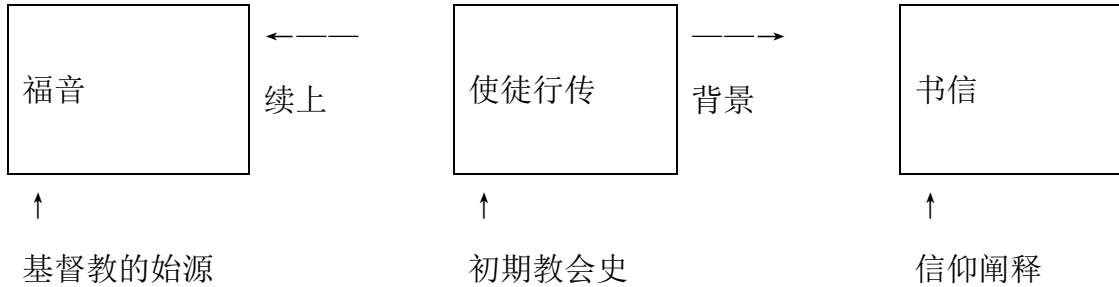 ←—— ——→
福音 续上 使徒行传 背景 书信
↑ ↑ ↑
基督教的始源 初期教会史 信仰阐释